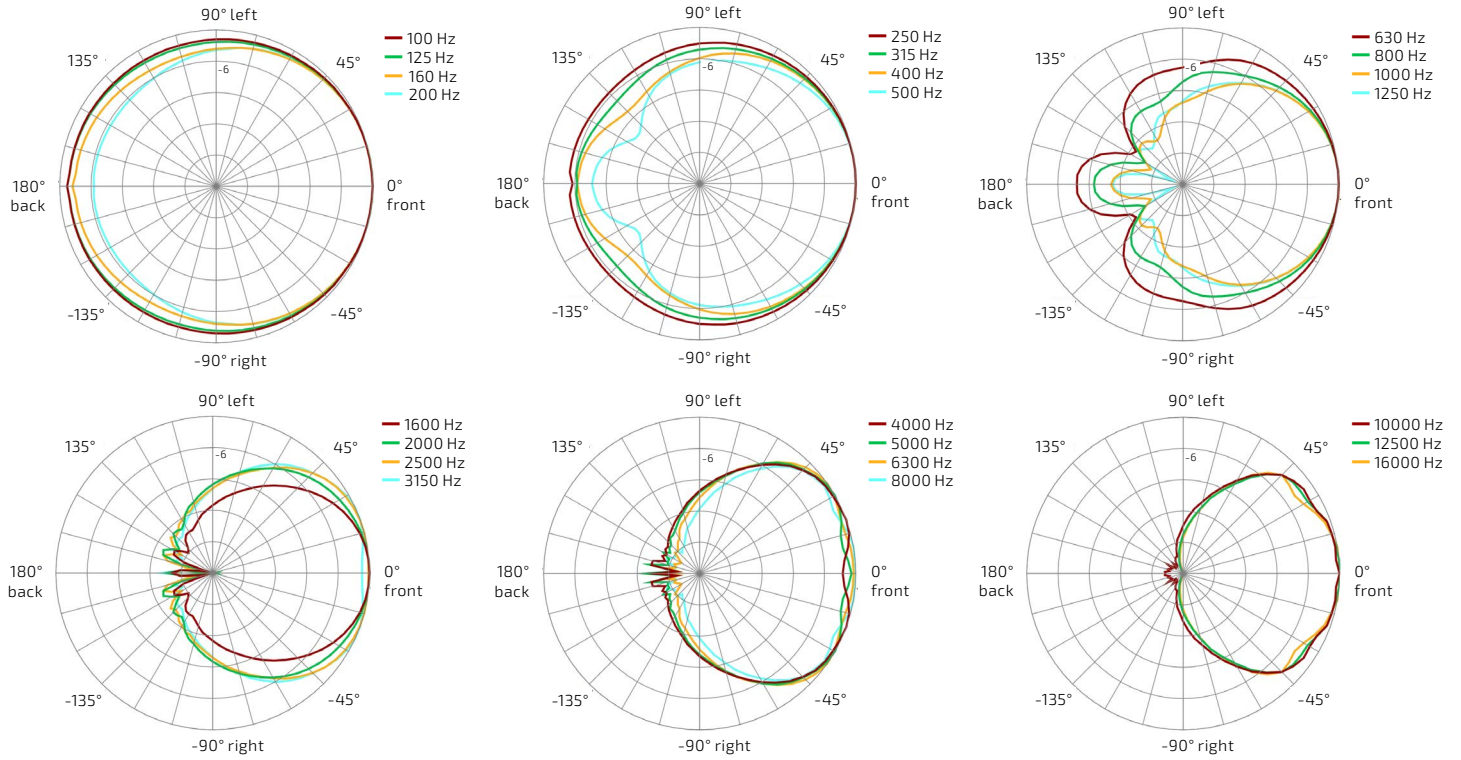 90° left
100 Hz
125 Hz
160 Hz
200 Hz
135°
45°
-6
180°
back
0°
front
-135°
-45°
-90° right
90° left
250 Hz
315 Hz
400 Hz
500 Hz
135°
45°
-6
180°
back
0°
front
-135°
-45°
-90° right
90° left
630 Hz
800 Hz
1000 Hz
1250 Hz
135°
45°
-6
180°
back
0°
front
-135°
-45°
-90° right
90° left
1600 Hz
2000 Hz
2500 Hz
3150 Hz
135°
45°
-6
180°
back
0°
front
-135°
-45°
-90° right
90° left
4000 Hz
5000 Hz
6300 Hz
8000 Hz
135°
45°
-6
180°
back
0°
front
-135°
-45°
-90° right
90° left
10000 Hz
12500 Hz
16000 Hz
135°
45°
-6
180°
back
0°
front
-135°
-45°
-90° right